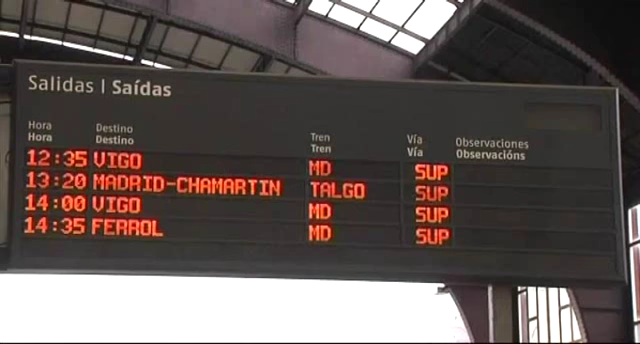 Salidas | Saídas
Hora Destino Tren Vía Observaciones
Hora Destino Tren Vía Observacións
12:35 VIGO MD SUP
13:20 MADRID-CHAMARTIN TALGO SUP
14:00 VIGO MD SUP
14:35 FERROL MD SUP